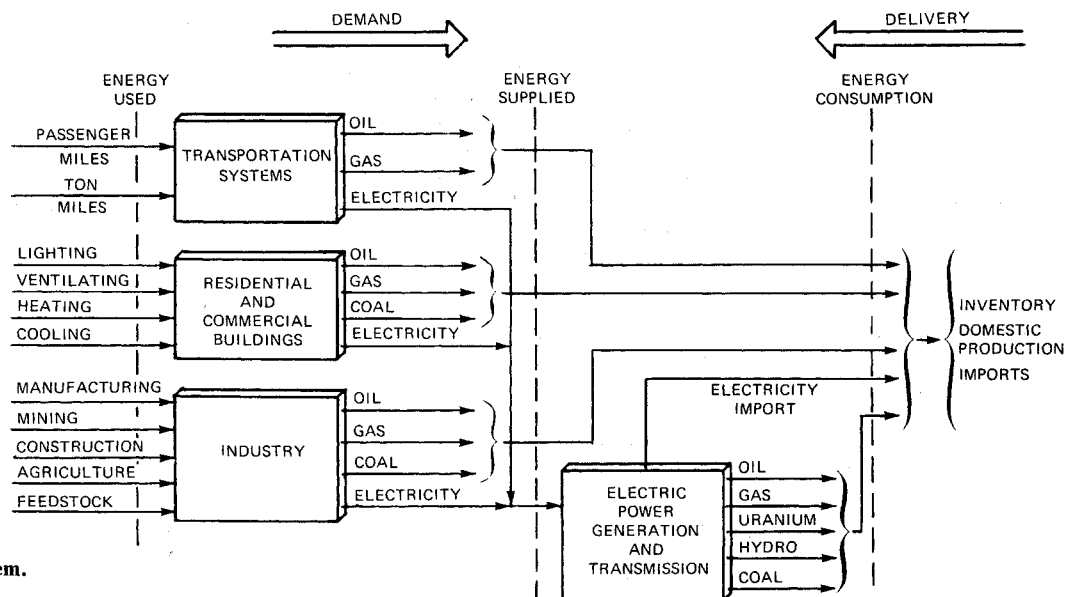 DEMAND
DELIVERY
ENERGY
USED
ENERGY
SUPPLIED
ENERGY
CONSUMPTION
PASSENGER
MILES
TON
MILES
TRANSPORTATION
SYSTEMS
OIL
GAS
ELECTRICITY
LIGHTING
VENTILATING
HEATING
COOLING
RESIDENTIAL
AND
COMMERCIAL
BUILDINGS
OIL
GAS
COAL
ELECTRICITY
MANUFACTURING
MINING
CONSTRUCTION
AGRICULTURE
FEEDSTOCK
INDUSTRY
OIL
GAS
COAL
ELECTRICITY
ELECTRICITY
IMPORT
ELECTRIC
POWER
GENERATION
AND
TRANSMISSION
OIL
GAS
URANIUM
HYDRO
COAL
INVENTORY
DOMESTIC
PRODUCTION
IMPORTS
em.